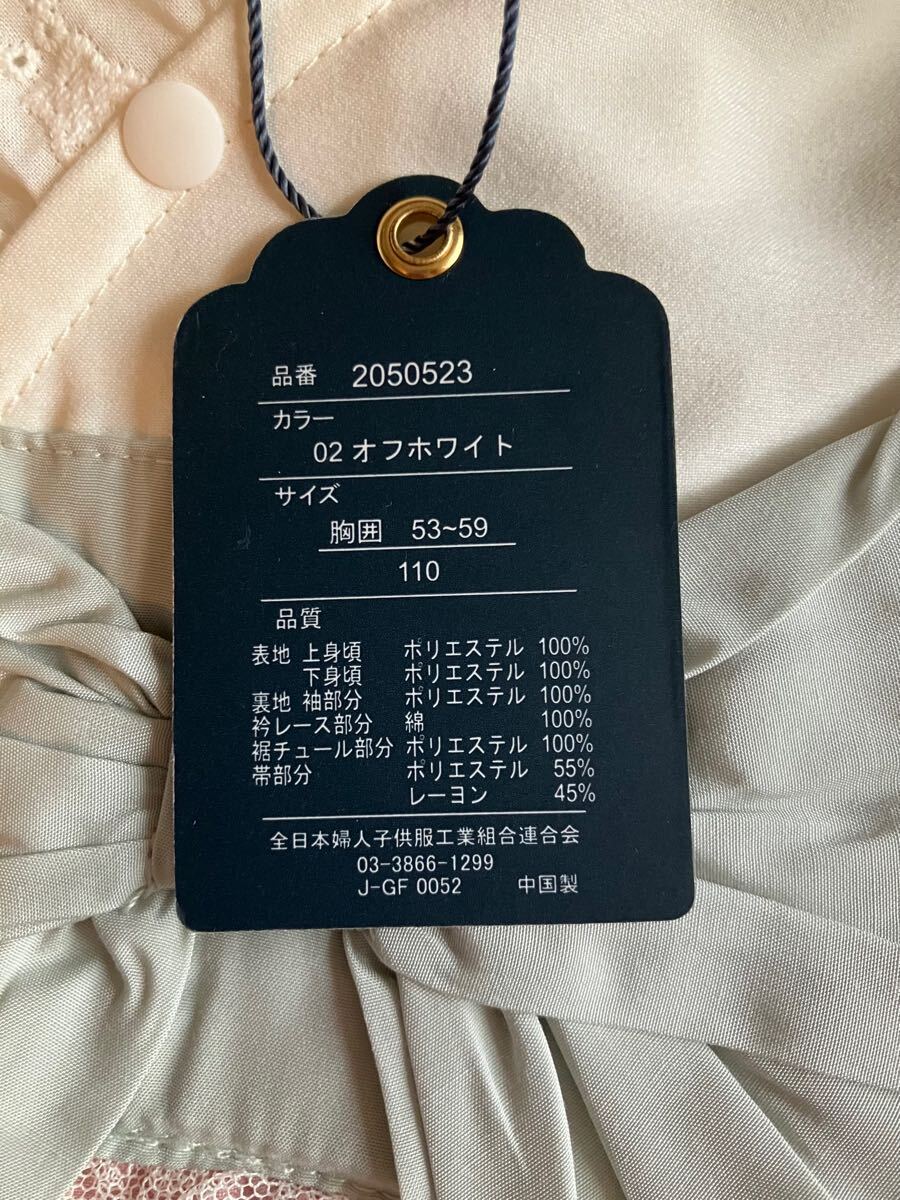 品番 2050523
カラー
02 オフホワイト
サイズ
胸囲 53~59
110
品質
表地 上身頃 ポリエステル 100%
下身頃 ポリエステル 100%
裏地 袖部分 ポリエステル 100%
衿レース部分 綿 100%
裾チュール部分 ポリエステル 100%
帯部分 ポリエステル 55%
レーヨン 45%
全日本婦人子供服工業組合連合会
03-3866-1299
J-GF 0052 中国製